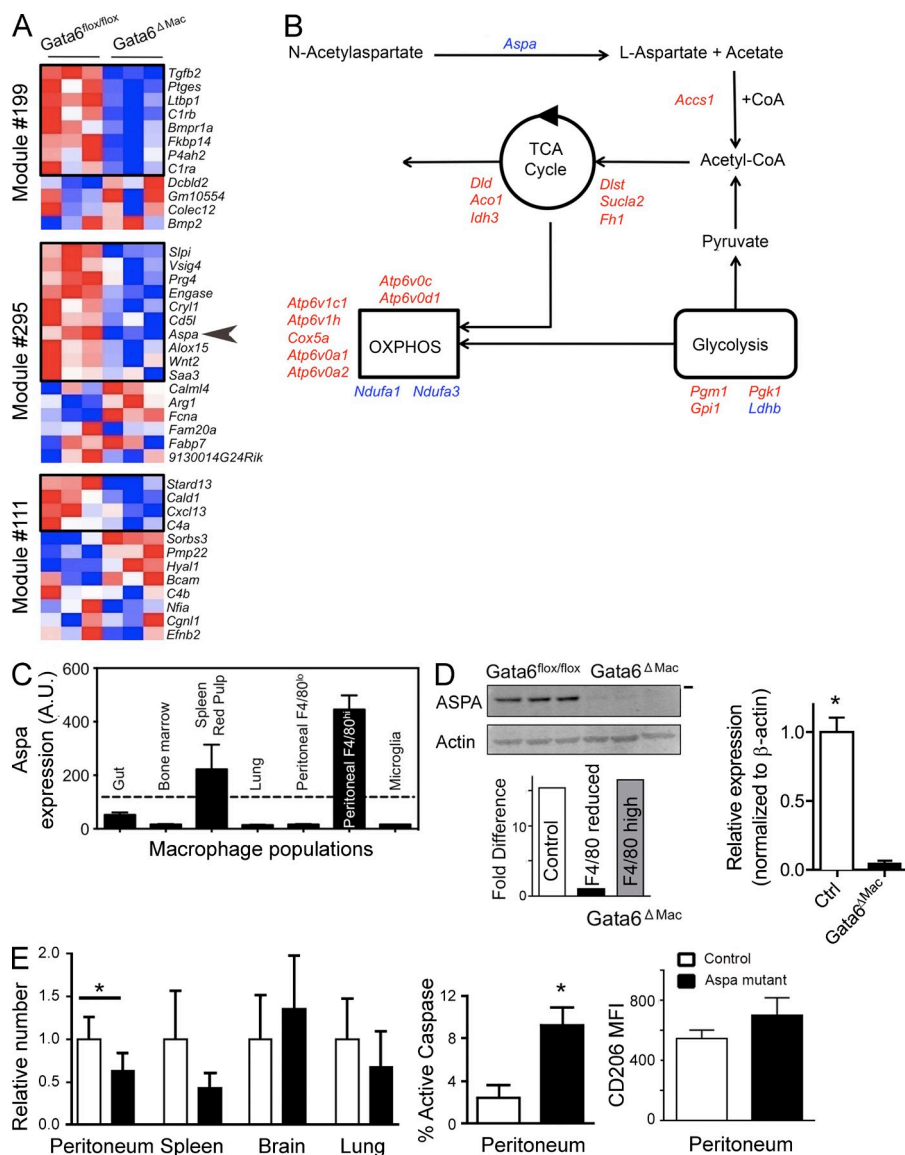 A
Gata6flox/flox Gata6ΔMac
Module #199
Tgfb2
Ptges
Ltbp1
C1rb
Bmpr1a
Fkbp14
P4ah2
C1ra
Dcbld2
Gm10554
Colec12
Bmp2
Module #295
Slpi
Vsig4
Prg4
Engase
Cryl1
Cd5l
Aspa
Alox15
Wnt2
Saa3
Calml4
Arg1
Fcna
Fam20a
Fabp7
9130014G24Rik
Module #111
Stard13
Cald1
Cxcl13
C4a
Sorbs3
Pmp22
Hyal1
Bcam
C4b
Nfia
Cgnl1
Efnb2
B
N-Acetylaspartate
Aspa
L-Aspartate + Acetate
Accs1
+CoA
Acetyl-CoA
TCA
Cycle
Dld
Aco1
Idh3
Dlst
Sucla2
Fh1
Pyruvate
Atp6v0c
Atp6v0d1
Atp6v1c1
Atp6v1h
Cox5a
Atp6v0a1
Atp6v0a2
OXPHOS
Ndufa1 Ndufa3
Glycolysis
Pgm1 Pgk1
Gpi1 Ldhb
C
Aspa
expression (A.U.)
600
400
200
0
Gut
Bone marrow
Spleen
Red Pulp
Lung
Peritoneal F4/80lo
Peritoneal F4/80hi
Microglia
Macrophage populations
D
Gata6flox/flox Gata6ΔMac
ASPA
Actin
Fold Difference
10
0
Control
F4/80 reduced
F4/80 high
Gata6ΔMac
Relative expression
(normalized to β-actin)
1.0
0.5
0.0
*
Ctrl
Gata6ΔMac
E
Relative number
2.0
1.5
1.0
0.5
0.0
*
Peritoneum Spleen Brain Lung
% Active Caspase
12
8
4
0
*
Peritoneum
Control
Aspa mutant
CD206 MFI
800
600
300
0
Peritoneum